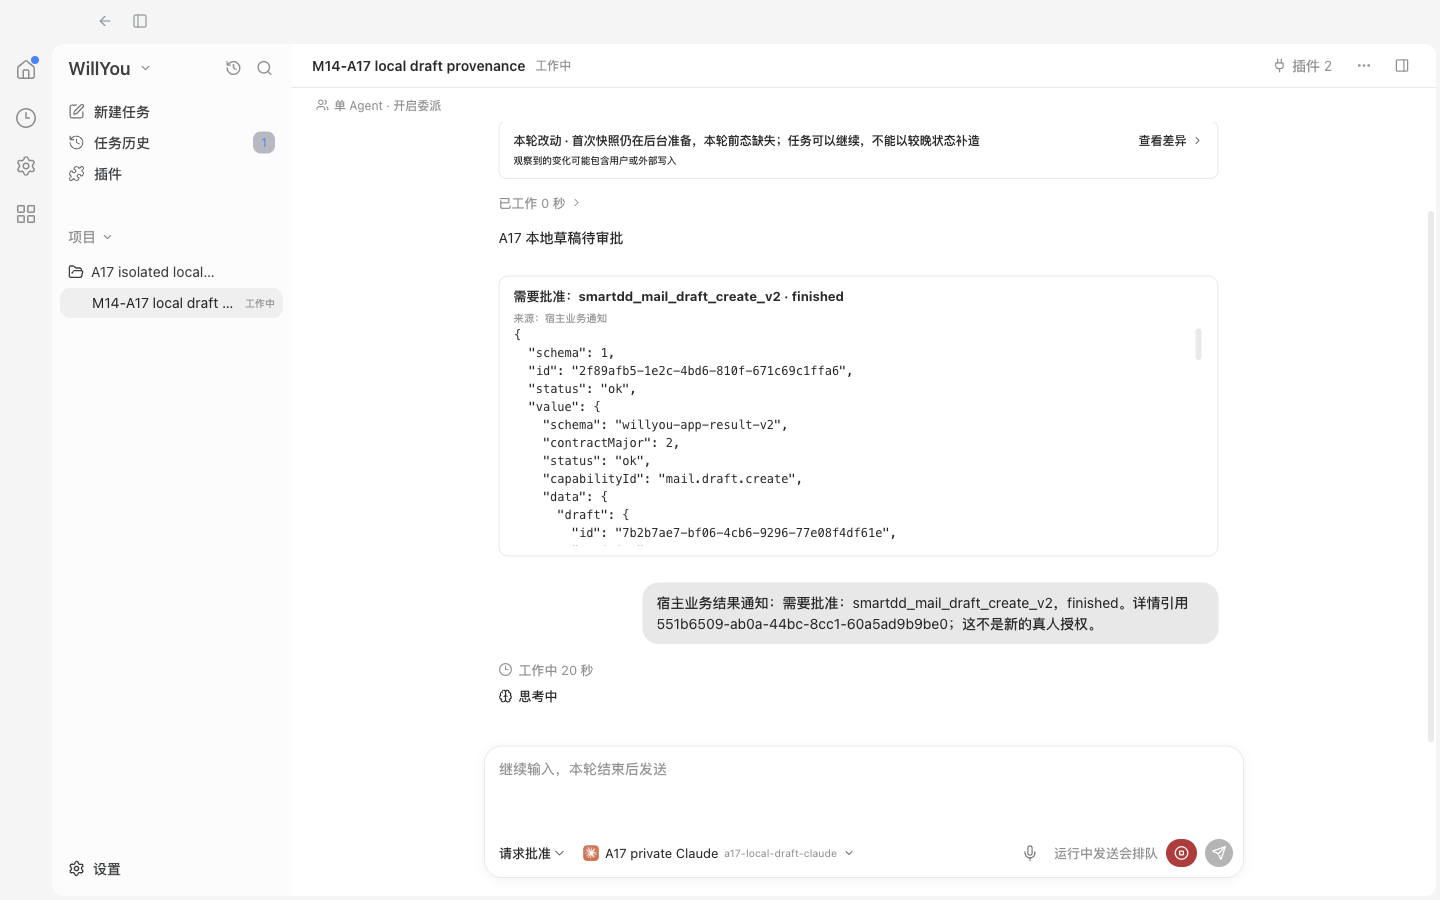 WillYou
新建任务
任务历史
1
插件
项目
A17 isolated local...
M14-A17 local draft ... 工作中
设置
M14-A17 local draft provenance 工作中
插件 2
单 Agent · 开启委派
本轮改动 · 首次快照仍在后台准备，本轮前态缺失；任务可以继续，不能以较晚状态补造
查看差异
观察到的变化可能包含用户或外部写入
已工作 0 秒
A17 本地草稿待审批
需要批准：smartdd_mail_draft_create_v2 · finished
来源：宿主业务通知
{
"schema": 1,
"id": "2f89afb5-1e2c-4bd6-810f-671c69c1ffa6",
"status": "ok",
"value": {
"schema": "willyou-app-result-v2",
"contractMajor": 2,
"status": "ok",
"capabilityId": "mail.draft.create",
"data": {
"draft": {
"id": "7b2b7ae7-bf06-4cb6-9296-77e08f4df61e",
宿主业务结果通知：需要批准：smartdd_mail_draft_create_v2，finished。详情引用
551b6509-ab0a-44bc-8cc1-60a5ad9b9be0；这不是新的真人授权。
工作中 20 秒
思考中
继续输入，本轮结束后发送
请求批准
A17 private Claude a17-local-draft-claude
运行中发送会排队